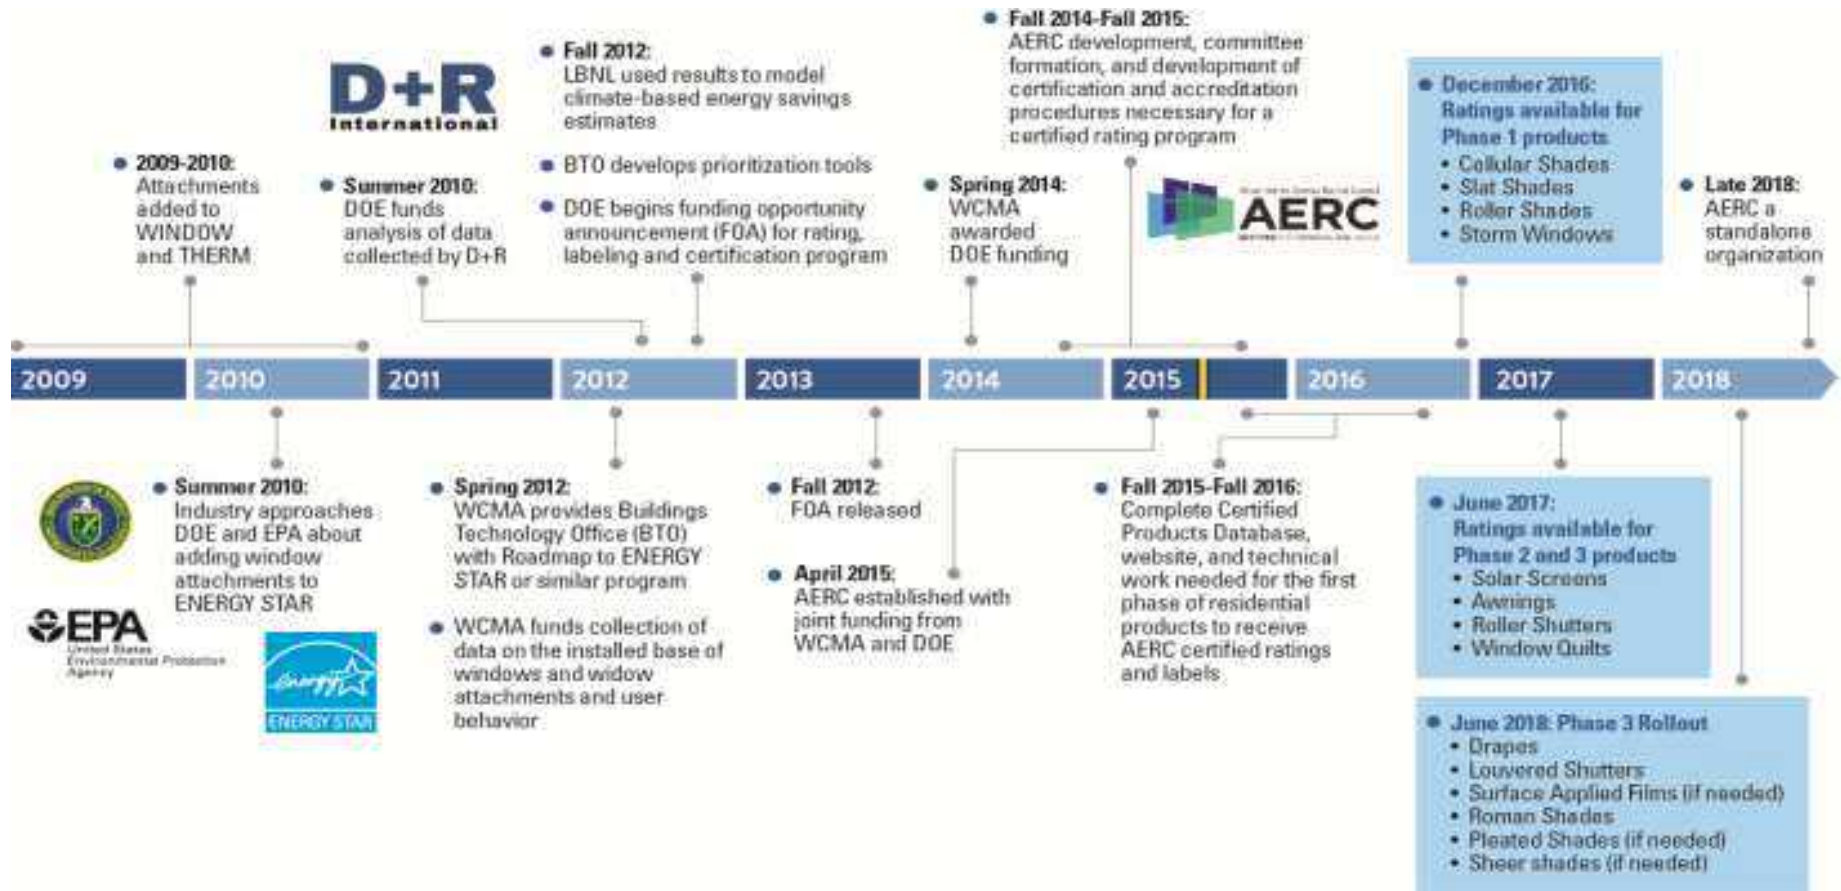 Fall 2014-Fall 2015:
AERC development, committee
formation, and development of
certification and accreditation
procedures necessary for a
certified rating program
D+R
International
Fall 2012:
LBNL used results to model
climate-based energy savings
estimates
BTO develops prioritization tools
DOE begins funding opportunity
announcement (FOA) for rating,
labeling and certification program
December 2016:
Ratings available for
Phase 1 products
Cellular Shades
Slat Shades
Roller Shades
Storm Windows
2009-2010:
Attachments
added to
WINDOW
and THERM
Summer 2010:
DOE funds
analysis of data
collected by D+R
Spring 2014:
WCMA
awarded
DOE funding
AERC
Late 2018:
AERC a
standalone
organization
2009
2010
2011
2012
2013
2014
2015
2016
2017
2018
Summer 2010:
Industry approaches
DOE and EPA about
adding window
attachments to
ENERGY STAR
EPA
United States
Environmental Protection
Agency
energy
ENERGY STAR
Spring 2012:
WCMA provides Buildings
Technology Office (BTO)
with Roadmap to ENERGY
STAR or similar program
WCMA funds collection of
data on the installed base of
windows and widow
attachments and user
behavior
Fall 2012:
FOA released
April 2015:
AERC established with
joint funding from
WCMA and DOE
Fall 2015-Fall 2016:
Complete Certified
Products Database,
website, and technical
work needed for the first
phase of residential
products to receive
AERC certified ratings
and labels
June 2017:
Ratings available for
Phase 2 and 3 products
Solar Screens
Awnings
Roller Shutters
Window Quilts
June 2018: Phase 3 Rollout
Drapes
Louvered Shutters
Surface Applied Films (if needed)
Roman Shades
Pleated Shades (if needed)
Sheer shades (if needed)